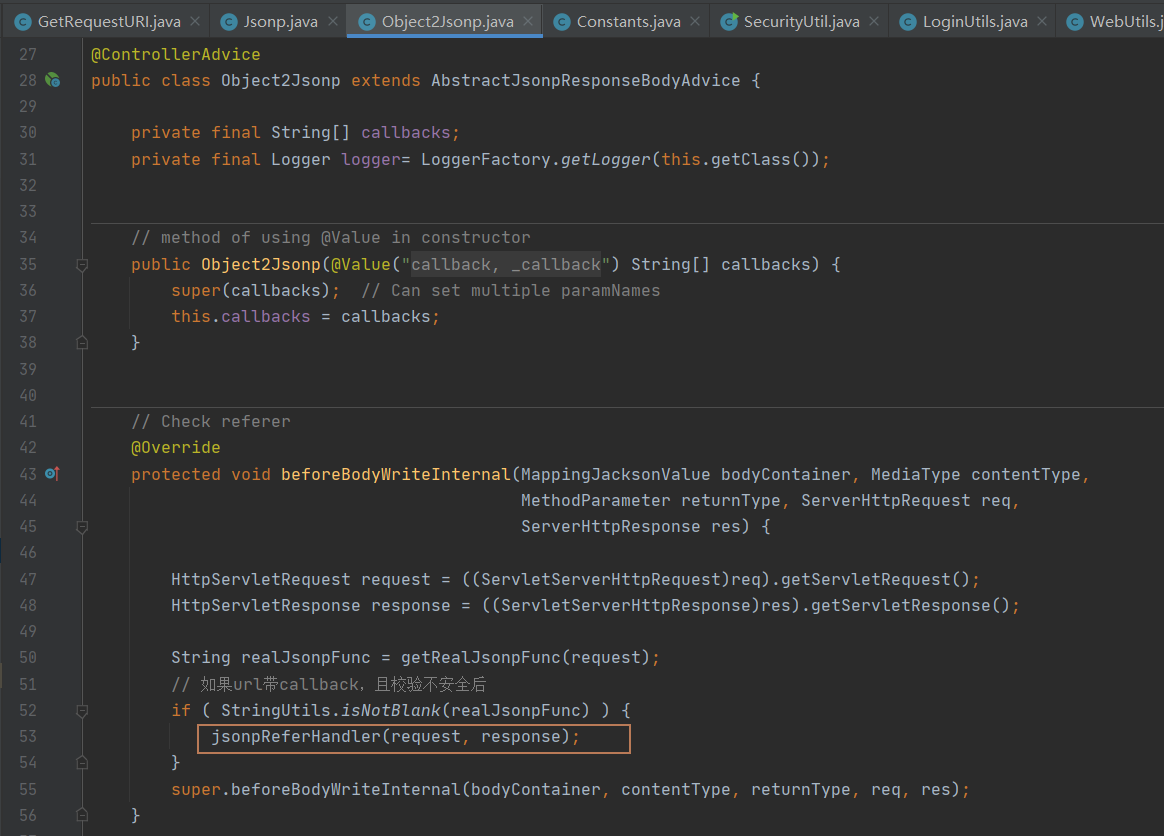 GetRequestURI.java Jsonp.java Object2Jsonp.java Constants.java SecurityUtil.java LoginUtils.java WebUtils.j
27 @ControllerAdvice
28 public class Object2Jsonp extends AbstractJsonpResponseBodyAdvice {
29
30 private final String[] callbacks;
31 private final Logger logger= LoggerFactory.getLogger(this.getClass());
32
33
34 // method of using @Value in constructor
35 public Object2Jsonp(@Value("callback, _callback") String[] callbacks) {
36 super(callbacks);  // Can set multiple paramNames
37 this.callbacks = callbacks;
38 }
39
40
41 // Check referer
42 @Override
43 protected void beforeBodyWriteInternal(MappingJacksonValue bodyContainer, MediaType contentType,
44 MethodParameter returnType, ServerHttpRequest req,
45 ServerHttpResponse res) {
46
47 HttpServletRequest request = ((ServletServerHttpRequest)req).getServletRequest();
48 HttpServletResponse response = ((ServletServerHttpResponse)res).getServletResponse();
49
50 String realJsonpFunc = getRealJsonpFunc(request);
51 // 如果url带callback，且校验不安全后
52 if ( StringUtils.isNotBlank(realJsonpFunc) ) {
53 jsonpReferHandler(request, response);
54 }
55 super.beforeBodyWriteInternal(bodyContainer, contentType, returnType, req, res);
56 }